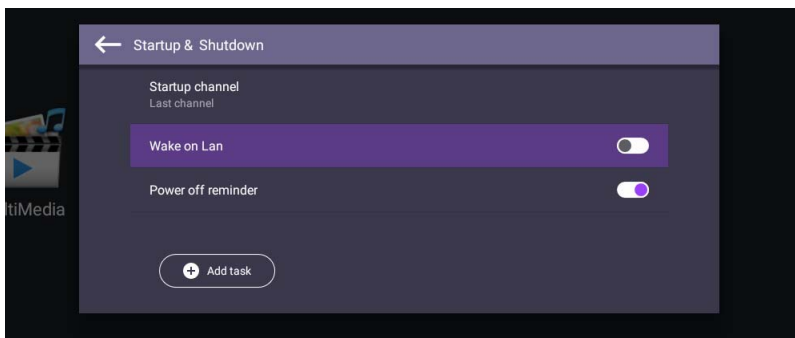 Startup & Shutdown
Startup channel
Last channel
Wake on Lan
ltiMedia
Power off reminder
Add task